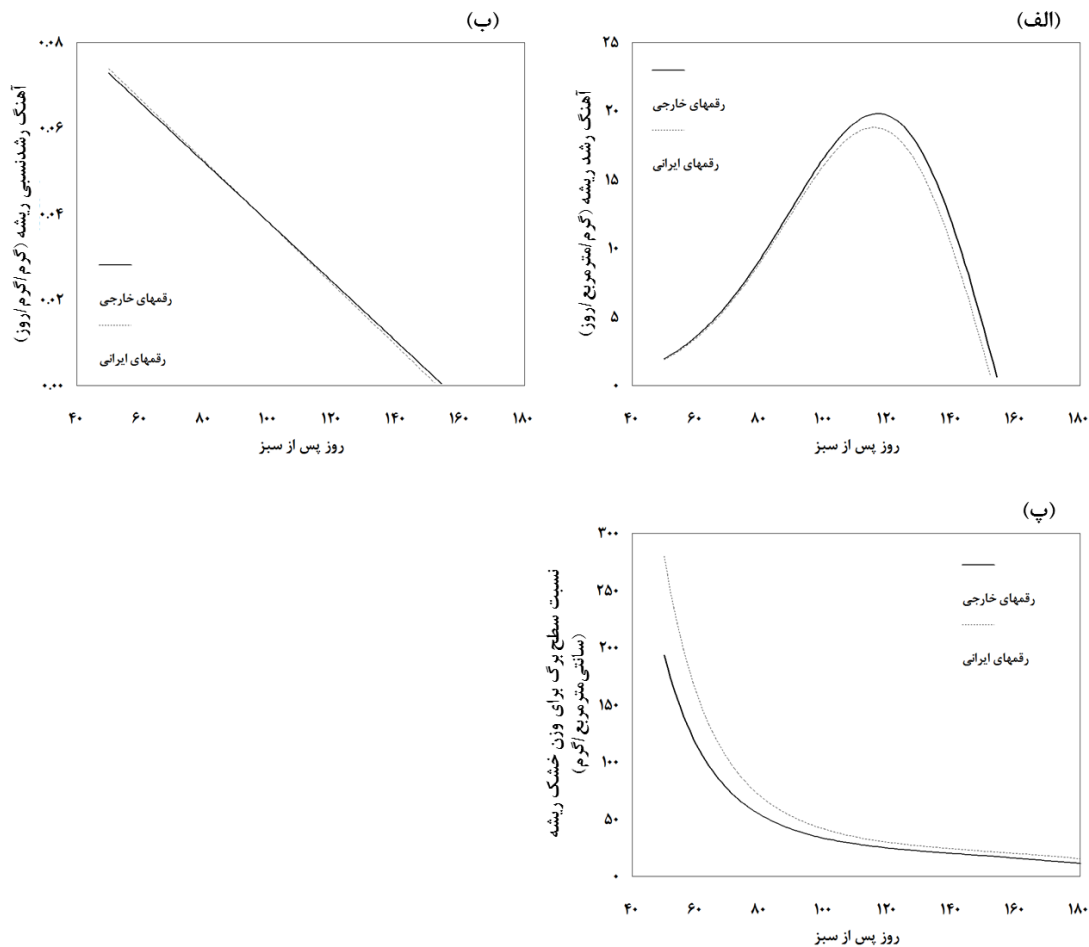 (الف)
آهنگ رشد ریشه (گرم/مترمربع/روز)
۲۵
۲۰
۱۵
۱۰
۵
۰
رقمهای خارجی
رقمهای ایرانی
۴۰ ۶۰ ۸۰ ۱۰۰ ۱۲۰ ۱۴۰ ۱۶۰ ۱۸۰
روز پس از سبز
(ب)
آهنگ رشدنسبی ریشه (گرم/گرم/روز)
۰.۰۸
۰.۰۶
۰.۰۴
۰.۰۲
۰.۰۰
رقمهای خارجی
رقمهای ایرانی
۴۰ ۶۰ ۸۰ ۱۰۰ ۱۲۰ ۱۴۰ ۱۶۰ ۱۸۰
روز پس از سبز
(پ)
نسبت سطح برگ برای وزن خشک ریشه
(سانتی‌مترمربع/گرم)
۳۰۰
۲۵۰
۲۰۰
۱۵۰
۱۰۰
۵۰
۰
رقمهای خارجی
رقمهای ایرانی
۴۰ ۶۰ ۸۰ ۱۰۰ ۱۲۰ ۱۴۰ ۱۶۰ ۱۸۰
روز پس از سبز